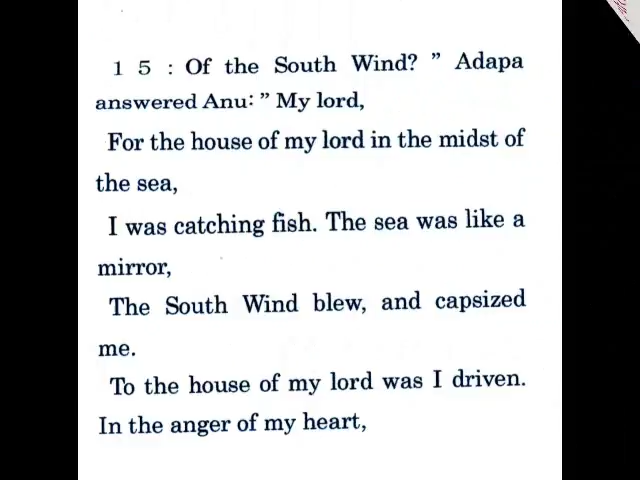 1 5 : Of the South Wind? ” Adapa
answered Anu: ” My lord,
For the house of my lord in the midst of
the sea,
I was catching fish. The sea was like a
mirror,
The South Wind blew, and capsized
me.
To the house of my lord was I driven.
In the anger of my heart,